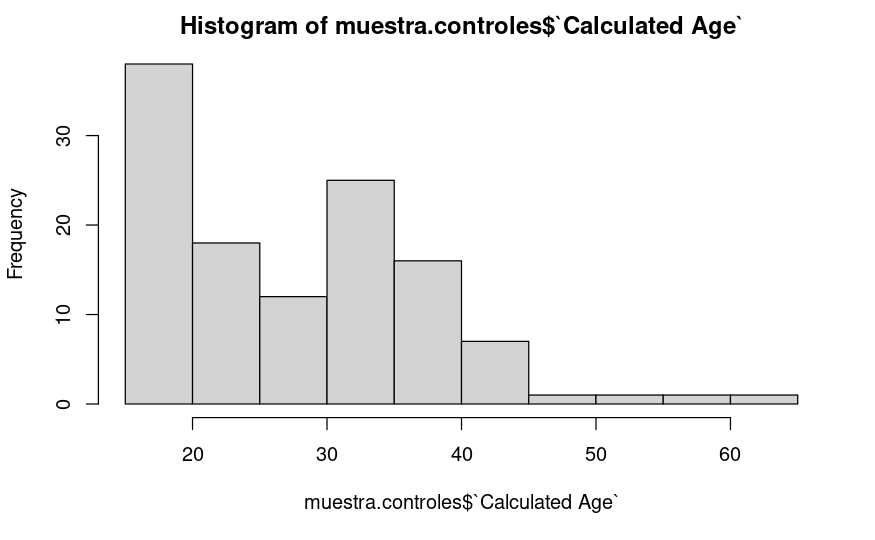 Histogram of muestra.controles$`Calculated Age`
Frequency
30
20
10
0
20 30 40 50 60
muestra.controles$`Calculated Age`